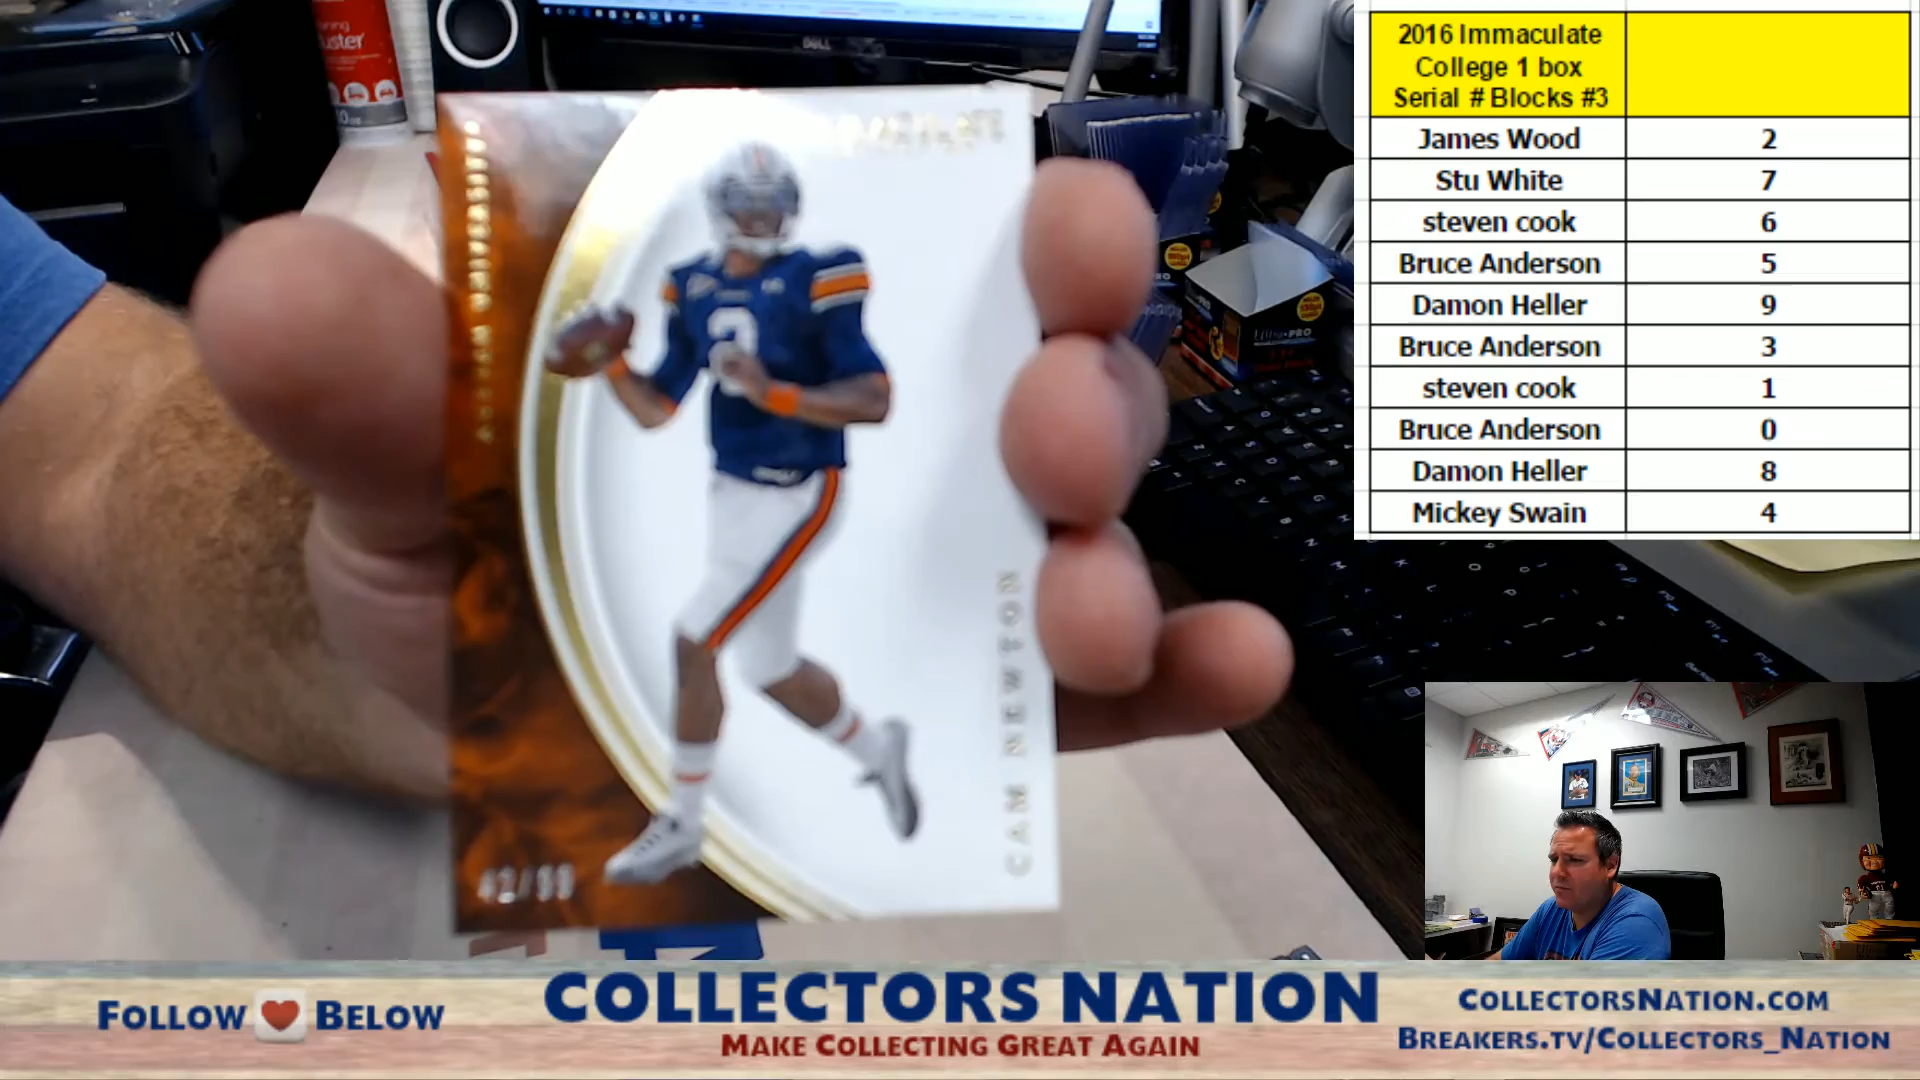 2016 Immaculate
College 1 box
Serial # Blocks #3
James Wood 2
Stu White 7
steven cook 6
Bruce Anderson 5
Damon Heller 9
Bruce Anderson 3
steven cook 1
Bruce Anderson 0
Damon Heller 8
Mickey Swain 4
DELL
CAM NEWTON
42/99
FOLLOW BELOW
COLLECTORS NATION
MAKE COLLECTING GREAT AGAIN
COLLECTORSNATION.COM
BREAKERS.TV/COLLECTORS_NATION